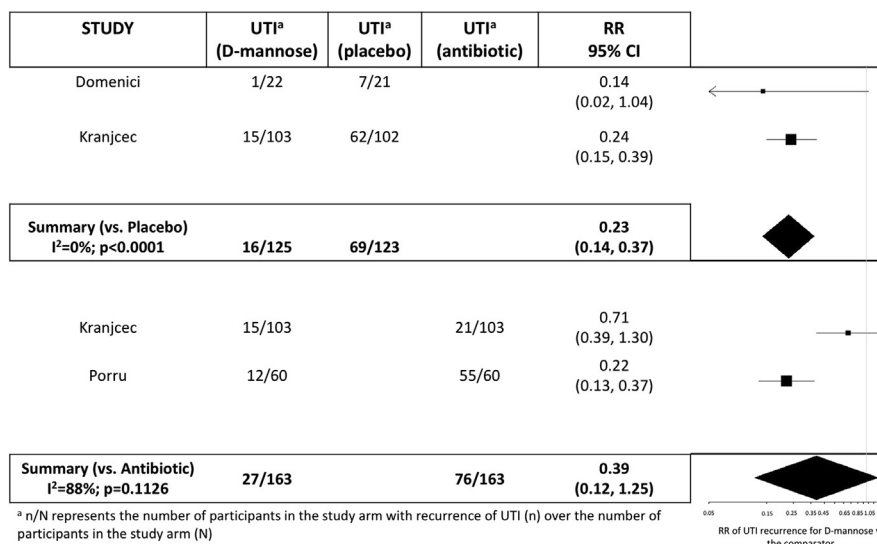 STUDY UTIᵃ (D-mannose) UTIᵃ (placebo) UTIᵃ (antibiotic) RR 95% CI
Domenici 1/22 7/21 0.14 (0.02, 1.04)
Kranjcec 15/103 62/102 0.24 (0.15, 0.39)
Summary (vs. Placebo) I²=0%; p<0.0001 16/125 69/123 0.23 (0.14, 0.37)
Kranjcec 15/103 21/103 0.71 (0.39, 1.30)
Porru 12/60 55/60 0.22 (0.13, 0.37)
Summary (vs. Antibiotic) I²=88%; p=0.1126 27/163 76/163 0.39 (0.12, 1.25)
0.05 0.15 0.25 0.35 0.45 0.65 0.85 1.05
ᵃ n/N represents the number of participants in the study arm with recurrence of UTI (n) over the number of
participants in the study arm (N)
RR of UTI recurrence for D-mannose
the comparator